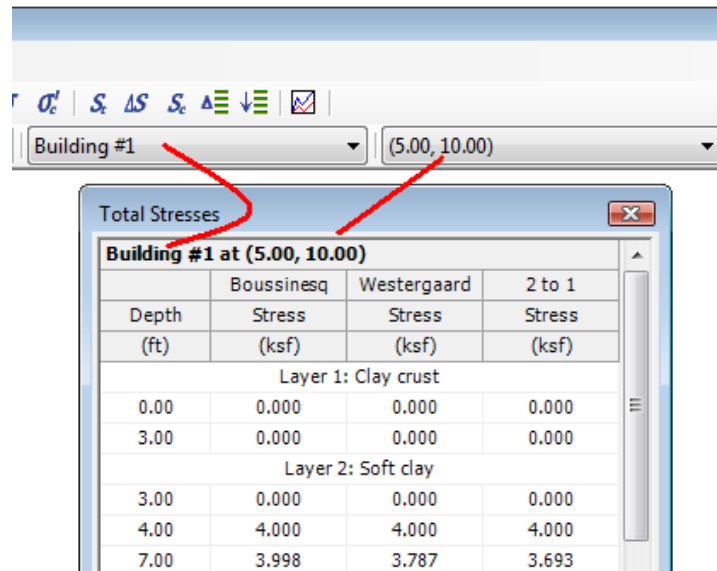 σ'c St ΔS Sc Δ
Building #1 (5.00, 10.00)
Total Stresses
Building #1 at (5.00, 10.00)
Boussinesq Westergaard 2 to 1
Depth Stress Stress Stress
(ft) (ksf) (ksf) (ksf)
Layer 1: Clay crust
0.00 0.000 0.000 0.000
3.00 0.000 0.000 0.000
Layer 2: Soft clay
3.00 0.000 0.000 0.000
4.00 4.000 4.000 4.000
7.00 3.998 3.787 3.693